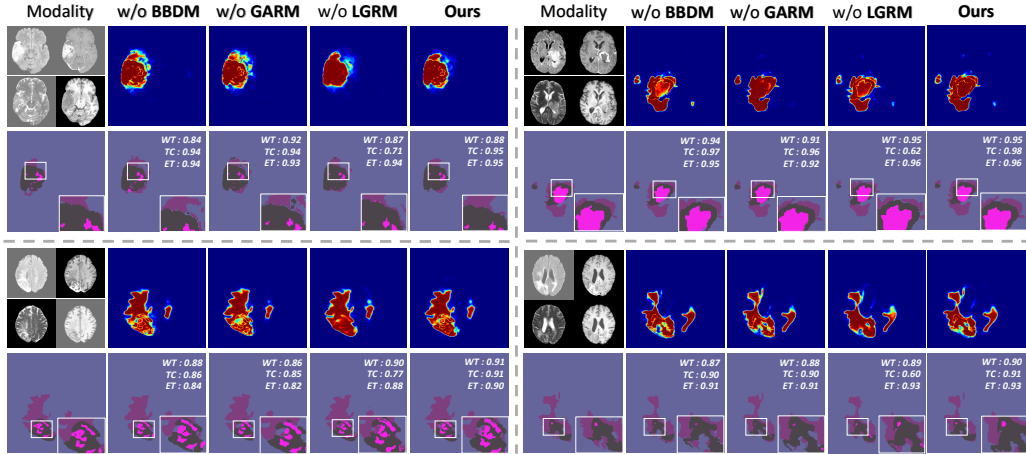 Modality w/o BBDM w/o GARM w/o LGRM Ours
WT : 0.84
TC : 0.94
ET : 0.94
WT : 0.92
TC : 0.94
ET : 0.93
WT : 0.87
TC : 0.71
ET : 0.94
WT : 0.88
TC : 0.95
ET : 0.95
Modality w/o BBDM w/o GARM w/o LGRM Ours
WT : 0.94
TC : 0.97
ET : 0.95
WT : 0.91
TC : 0.96
ET : 0.92
WT : 0.95
TC : 0.62
ET : 0.96
WT : 0.95
TC : 0.98
ET : 0.96
WT : 0.88
TC : 0.86
ET : 0.84
WT : 0.86
TC : 0.85
ET : 0.82
WT : 0.90
TC : 0.77
ET : 0.88
WT : 0.91
TC : 0.91
ET : 0.90
WT : 0.87
TC : 0.90
ET : 0.91
WT : 0.88
TC : 0.90
ET : 0.91
WT : 0.89
TC : 0.60
ET : 0.93
WT : 0.90
TC : 0.91
ET : 0.93